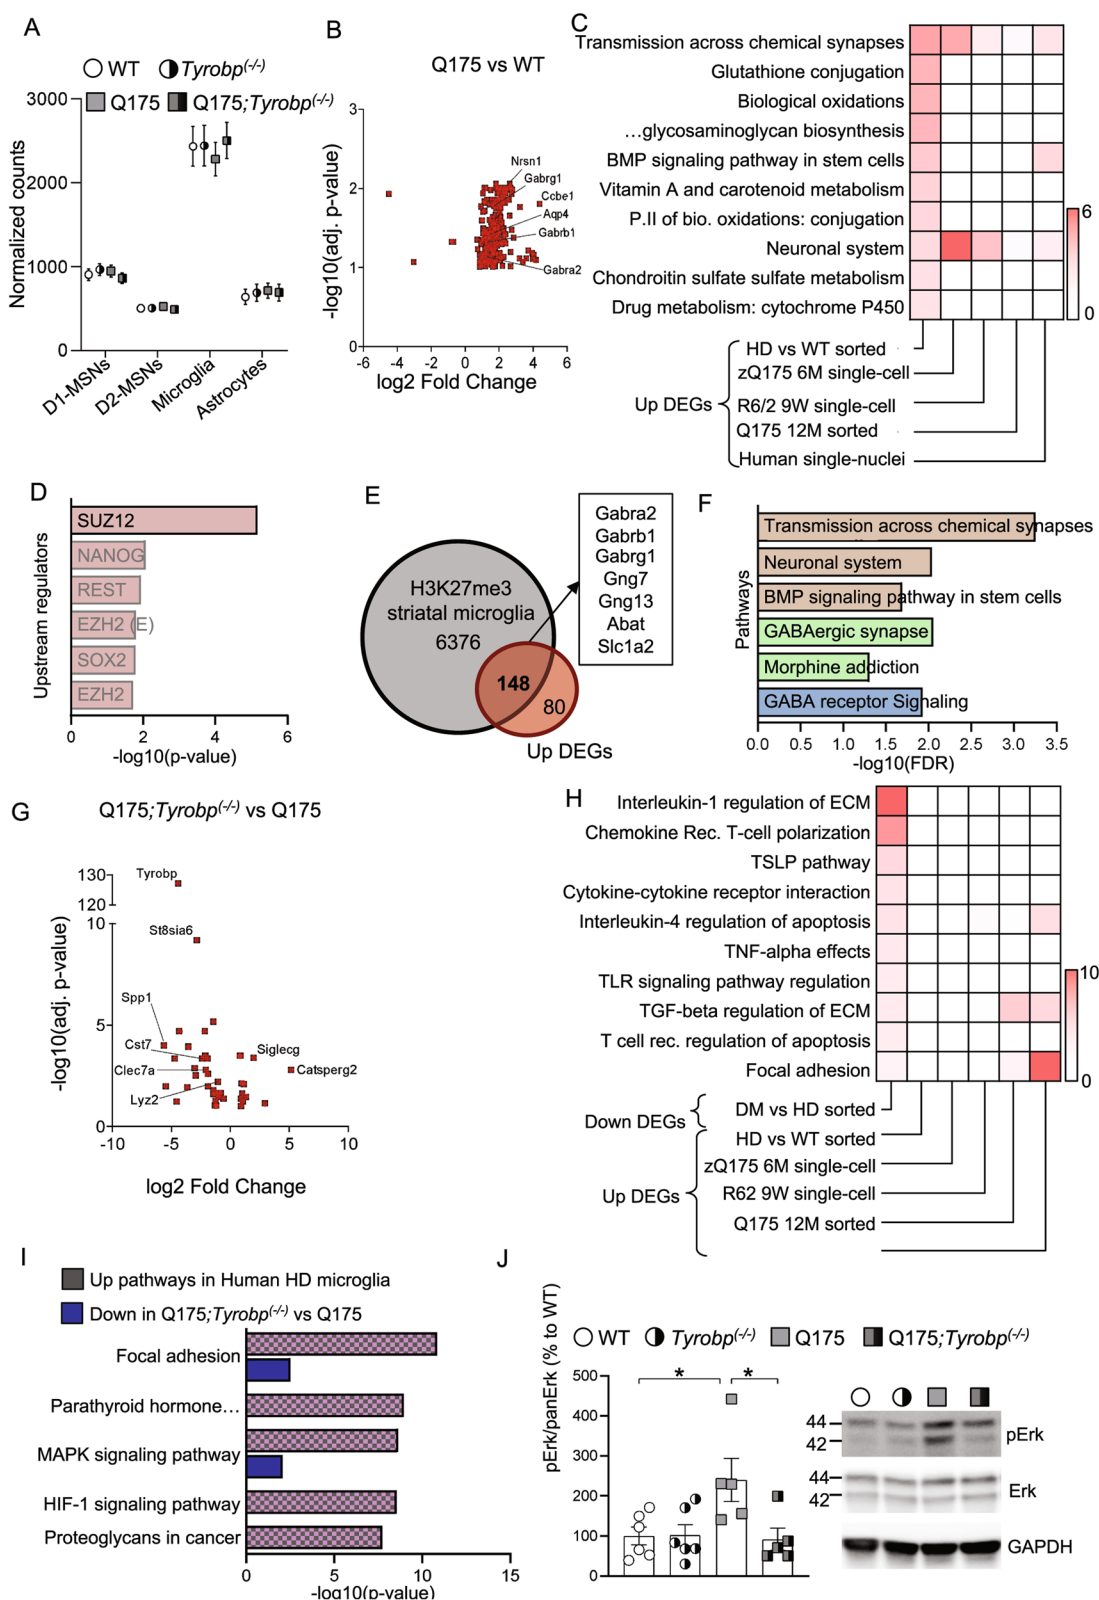 A
WT
Tyrobp(-/-)
Q175
Q175;Tyrobp(-/-)
Normalized counts
3000
2000
1000
0
D1-MSNs
D2-MSNs
Microglia
Astrocytes
B
Q175 vs WT
-log10(adj. p-value)
3
2
1
0
Nrsn1
Gabrg1
Ccbe1
Aqp4
Gabrb1
Gabra2
-6
-4
-2
0
2
4
6
log2 Fold Change
C
Transmission across chemical synapses
Glutathione conjugation
Biological oxidations
...glycosaminoglycan biosynthesis
BMP signaling pathway in stem cells
Vitamin A and carotenoid metabolism
P.II of bio. oxidations: conjugation
Neuronal system
Chondroitin sulfate sulfate metabolism
Drug metabolism: cytochrome P450
6
0
Up DEGs
HD vs WT sorted
zQ175 6M single-cell
R6/2 9W single-cell
Q175 12M sorted
Human single-nuclei
D
Upstream regulators
SUZ12
NANOG
REST
EZH2 (E)
SOX2
EZH2
0
2
4
6
-log10(p-value)
E
H3K27me3
striatal microglia
6376
148
80
Up DEGs
Gabra2
Gabrb1
Gabrg1
Gng7
Gng13
Abat
Slc1a2
F
Pathways
Transmission across chemical synapses
Neuronal system
BMP signaling pathway in stem cells
GABAergic synapse
Morphine addiction
GABA receptor Signaling
0.0
0.5
1.0
1.5
2.0
2.5
3.0
3.5
-log10(FDR)
G
Q175;Tyrobp(-/-) vs Q175
-log10(adj. p-value)
130
120
10
5
0
Tyrobp
St8sia6
Spp1
Cst7
Clec7a
Lyz2
Siglecg
Catsperg2
-10
-5
0
5
10
log2 Fold Change
H
Interleukin-1 regulation of ECM
Chemokine Rec. T-cell polarization
TSLP pathway
Cytokine-cytokine receptor interaction
Interleukin-4 regulation of apoptosis
TNF-alpha effects
TLR signaling pathway regulation
TGF-beta regulation of ECM
T cell rec. regulation of apoptosis
Focal adhesion
10
0
Down DEGs
DM vs HD sorted
Up DEGs
HD vs WT sorted
zQ175 6M single-cell
R62 9W single-cell
Q175 12M sorted
I
Up pathways in Human HD microglia
Down in Q175;Tyrobp(-/-) vs Q175
Focal adhesion
Parathyroid hormone...
MAPK signaling pathway
HIF-1 signaling pathway
Proteoglycans in cancer
0
5
10
15
-log10(p-value)
J
WT
Tyrobp(-/-)
Q175
Q175;Tyrobp(-/-)
pErk/panErk (% to WT)
500
400
300
200
100
0
*
*
44
42
pErk
44
42
Erk
GAPDH